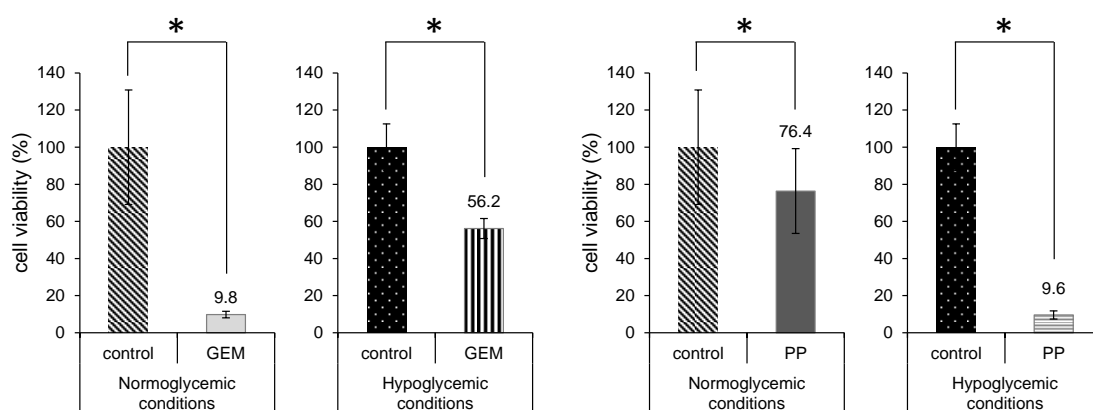 * * * *
140 140 140 140
120 120 120 120
100 100 100 100
80 80 80 80
60 60 60 60
40 40 40 40
20 20 20 20
0 0 0 0
cell viability (%)
cell viability (%)
9.8
56.2
76.4
9.6
control GEM control GEM control PP control PP
Normoglycemic Hypoglycemic Normoglycemic Hypoglycemic
conditions conditions conditions conditions